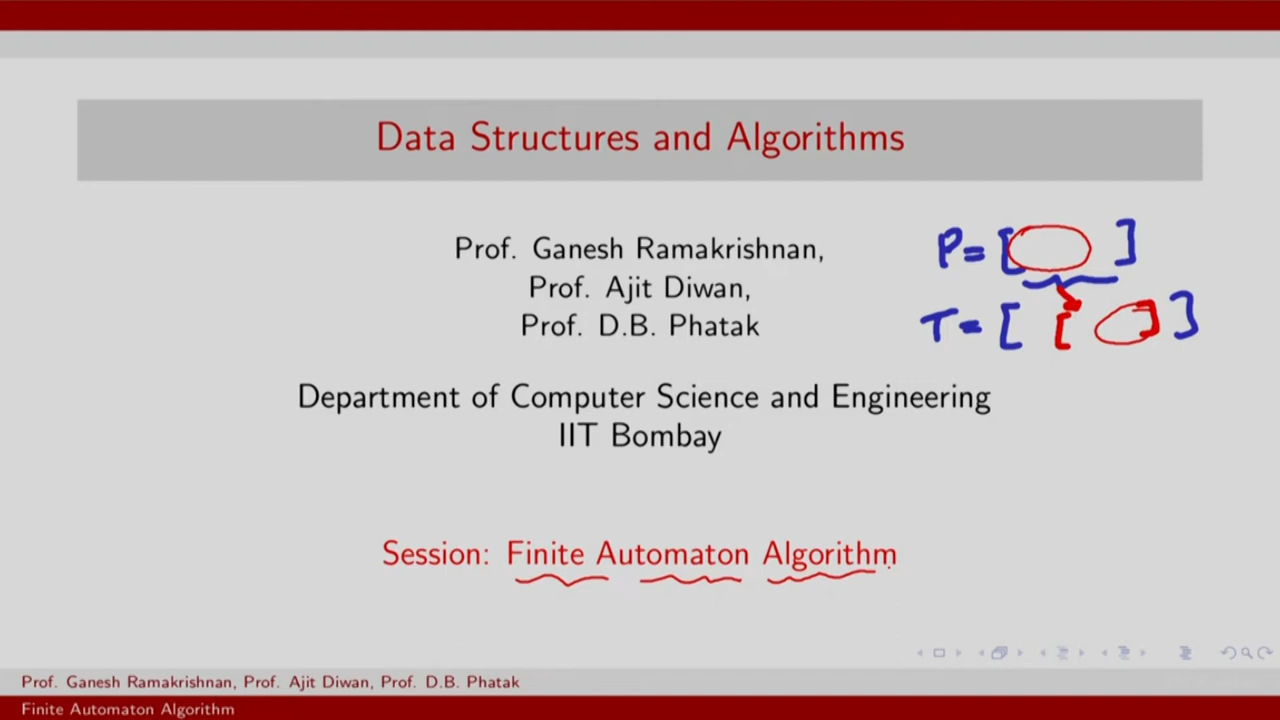 Data Structures and Algorithms
Prof. Ganesh Ramakrishnan,
Prof. Ajit Diwan,
Prof. D.B. Phatak
P= [ ]
T= [ [ ] ]
Department of Computer Science and Engineering
IIT Bombay
Session: Finite Automaton Algorithm
Prof. Ganesh Ramakrishnan, Prof. Ajit Diwan, Prof. D.B. Phatak
Finite Automaton Algorithm